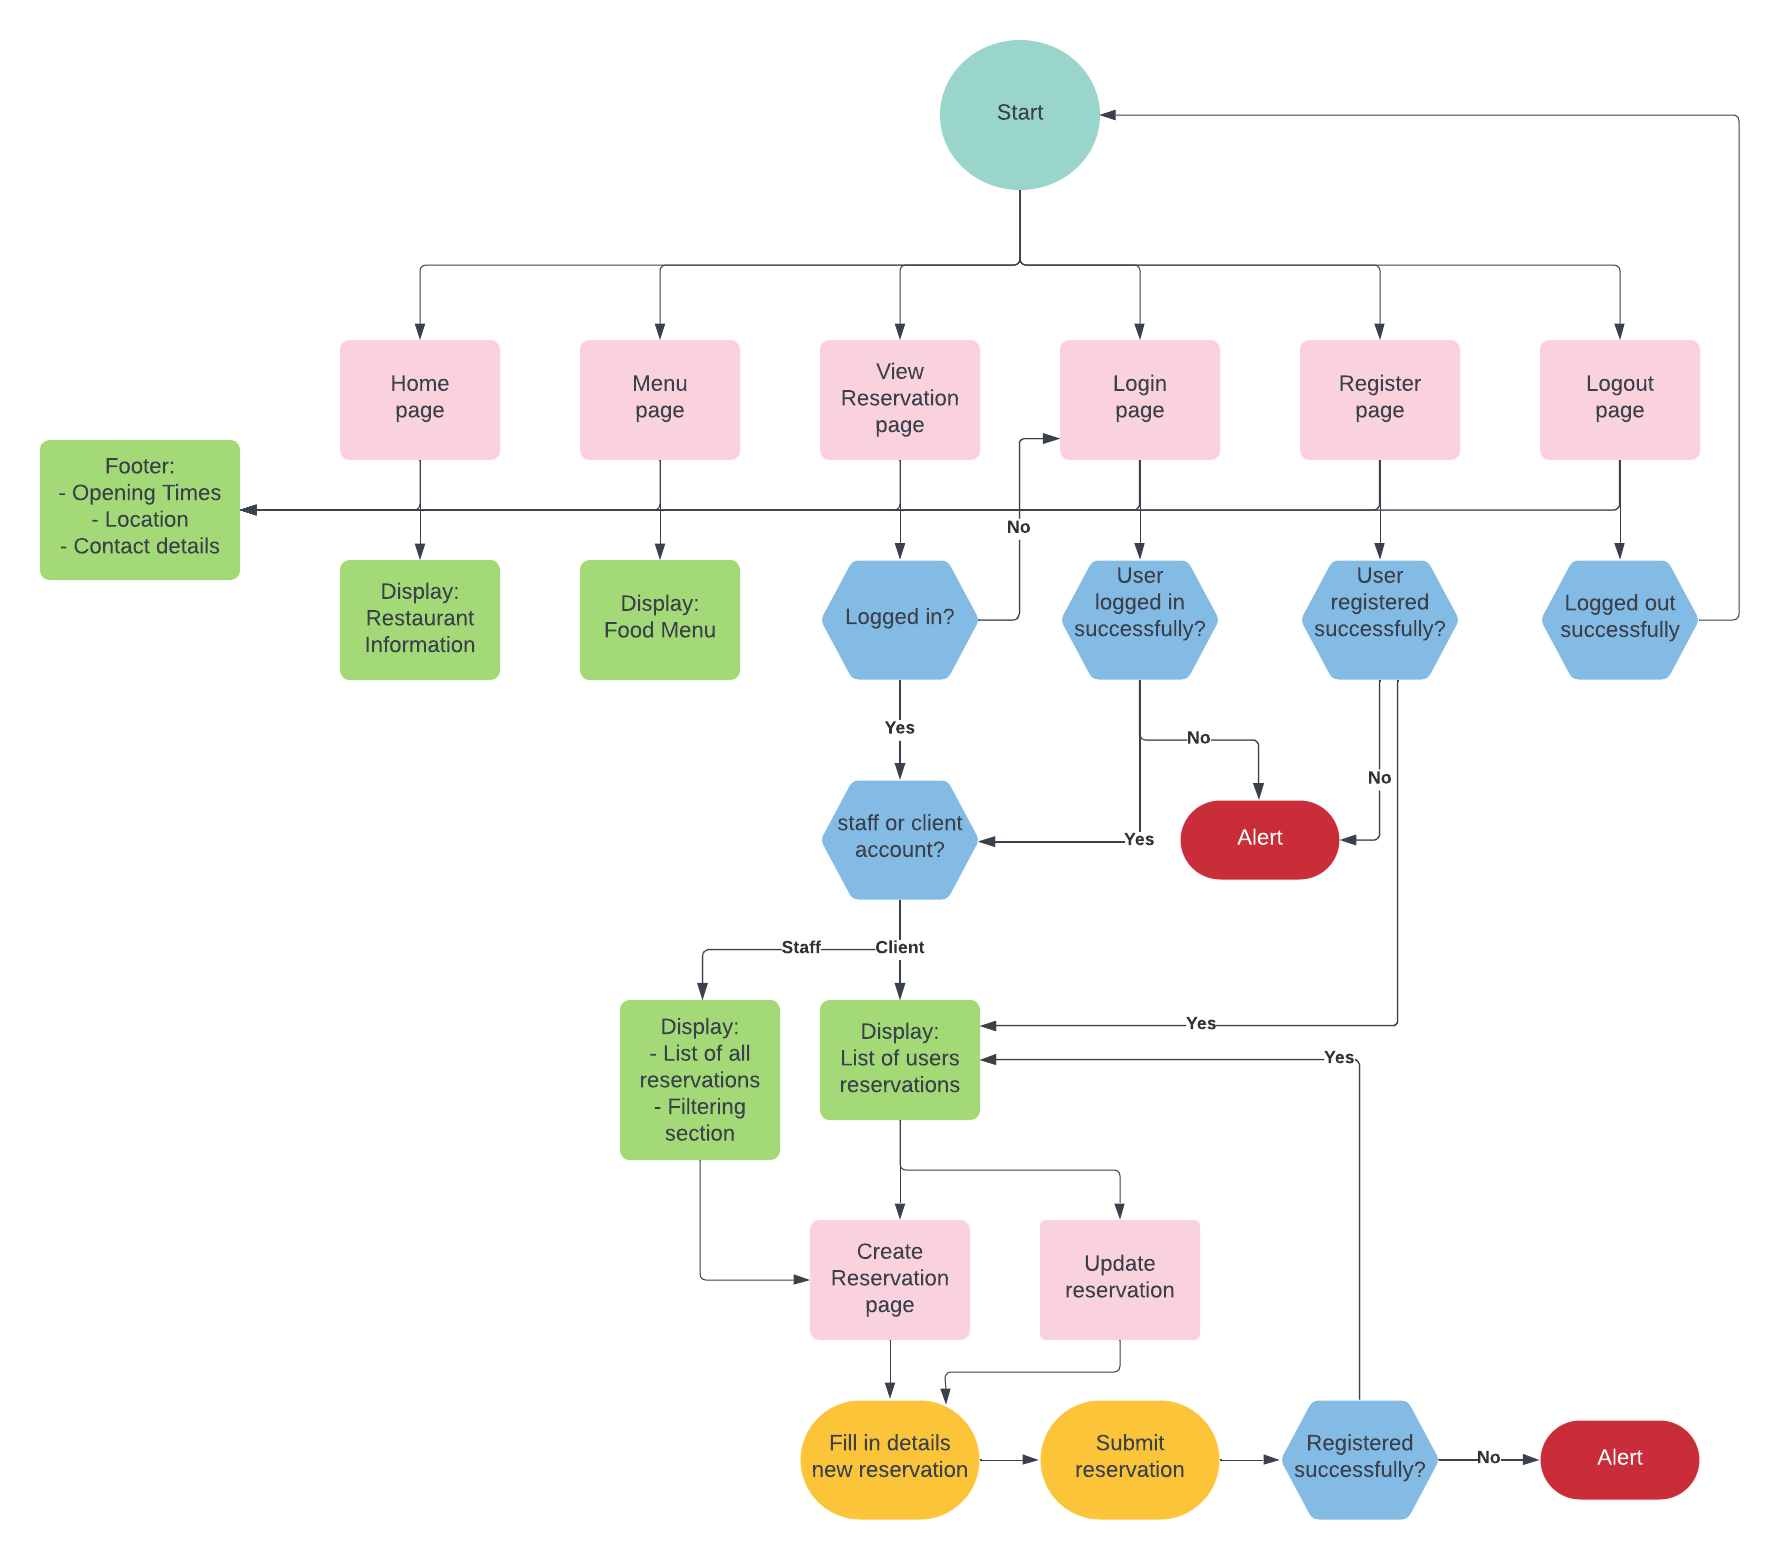 Start
Home
page
Menu
page
View
Reservation
page
Login
page
Register
page
Logout
page
Footer:
- Opening Times
- Location
- Contact details
No
Display:
Restaurant
Information
Display:
Food Menu
Logged in?
User
logged in
successfully?
User
registered
successfully?
Logged out
successfully
Yes
No
No
staff or client
account?
Yes
Alert
Staff
Client
Display:
- List of all
reservations
- Filtering
section
Display:
List of users
reservations
Yes
Yes
Create
Reservation
page
Update
reservation
Fill in details
new reservation
Submit
reservation
Registered
successfully?
No
Alert